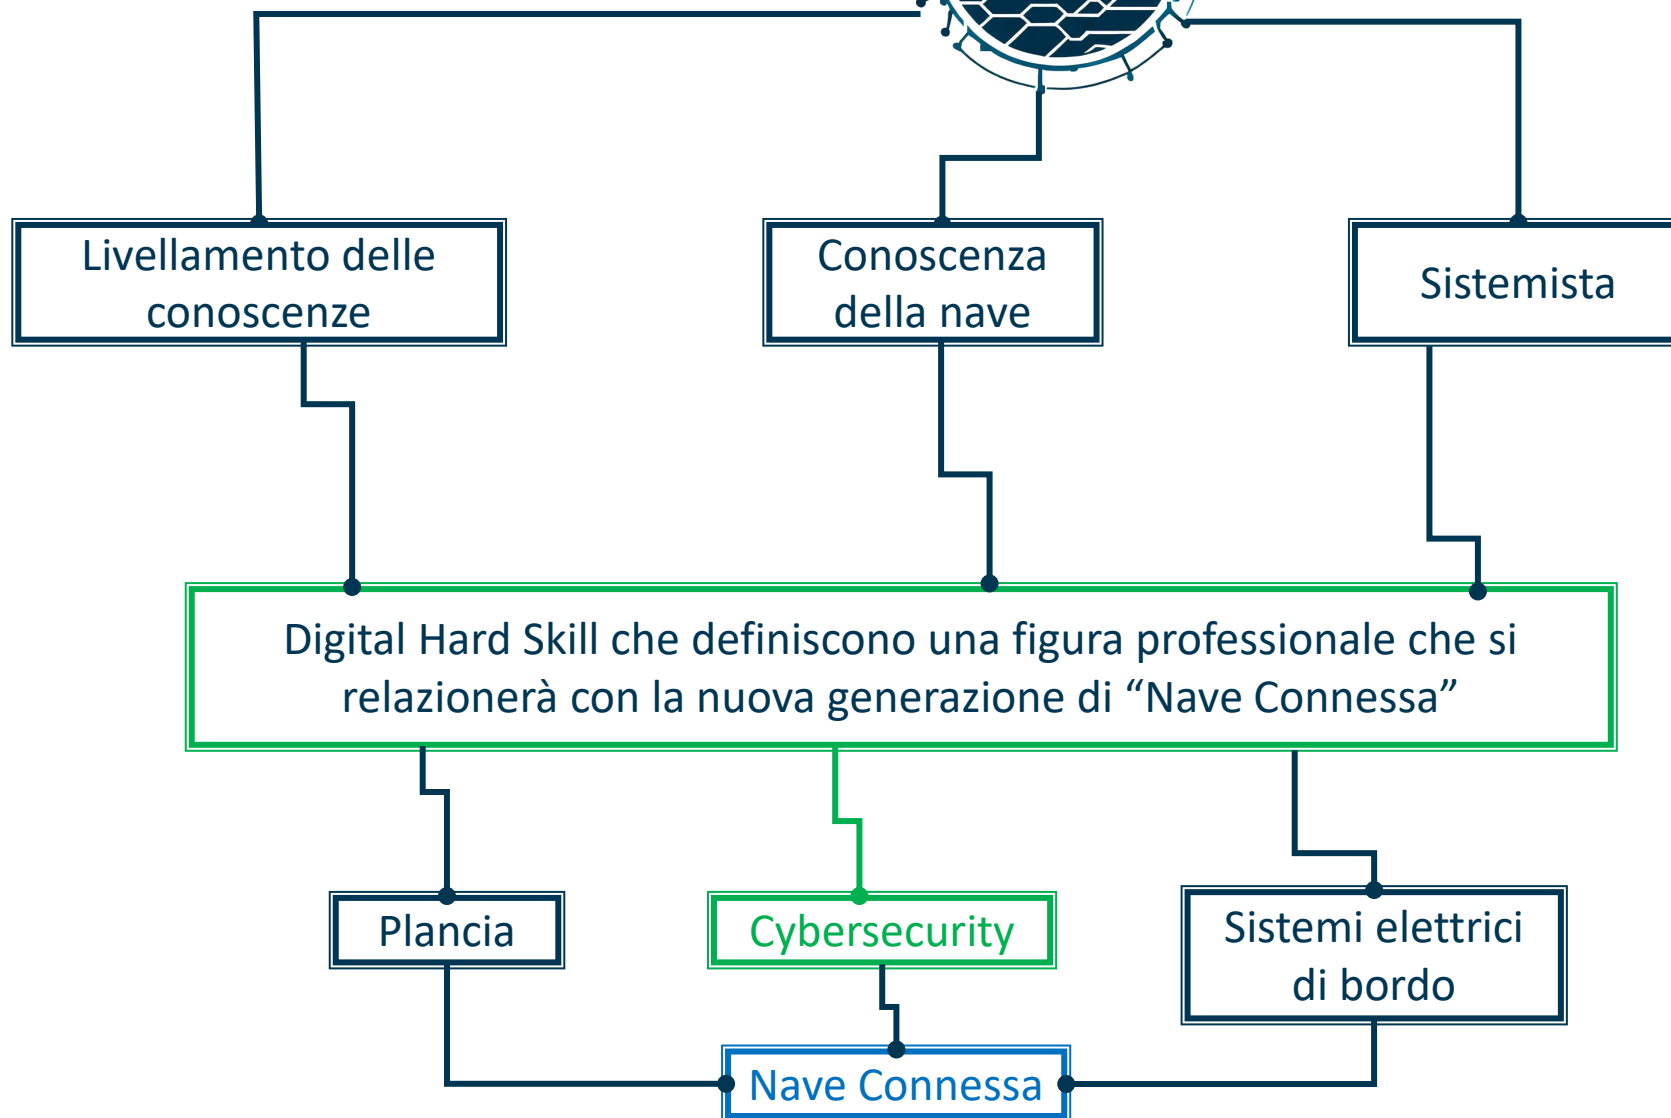 Livellamento delle
conoscenze
Conoscenza
della nave
Sistemista
Digital Hard Skill che definiscono una figura professionale che si
relazionerà con la nuova generazione di “Nave Connessa”
Plancia
Cybersecurity
Sistemi elettrici
di bordo
Nave Connessa